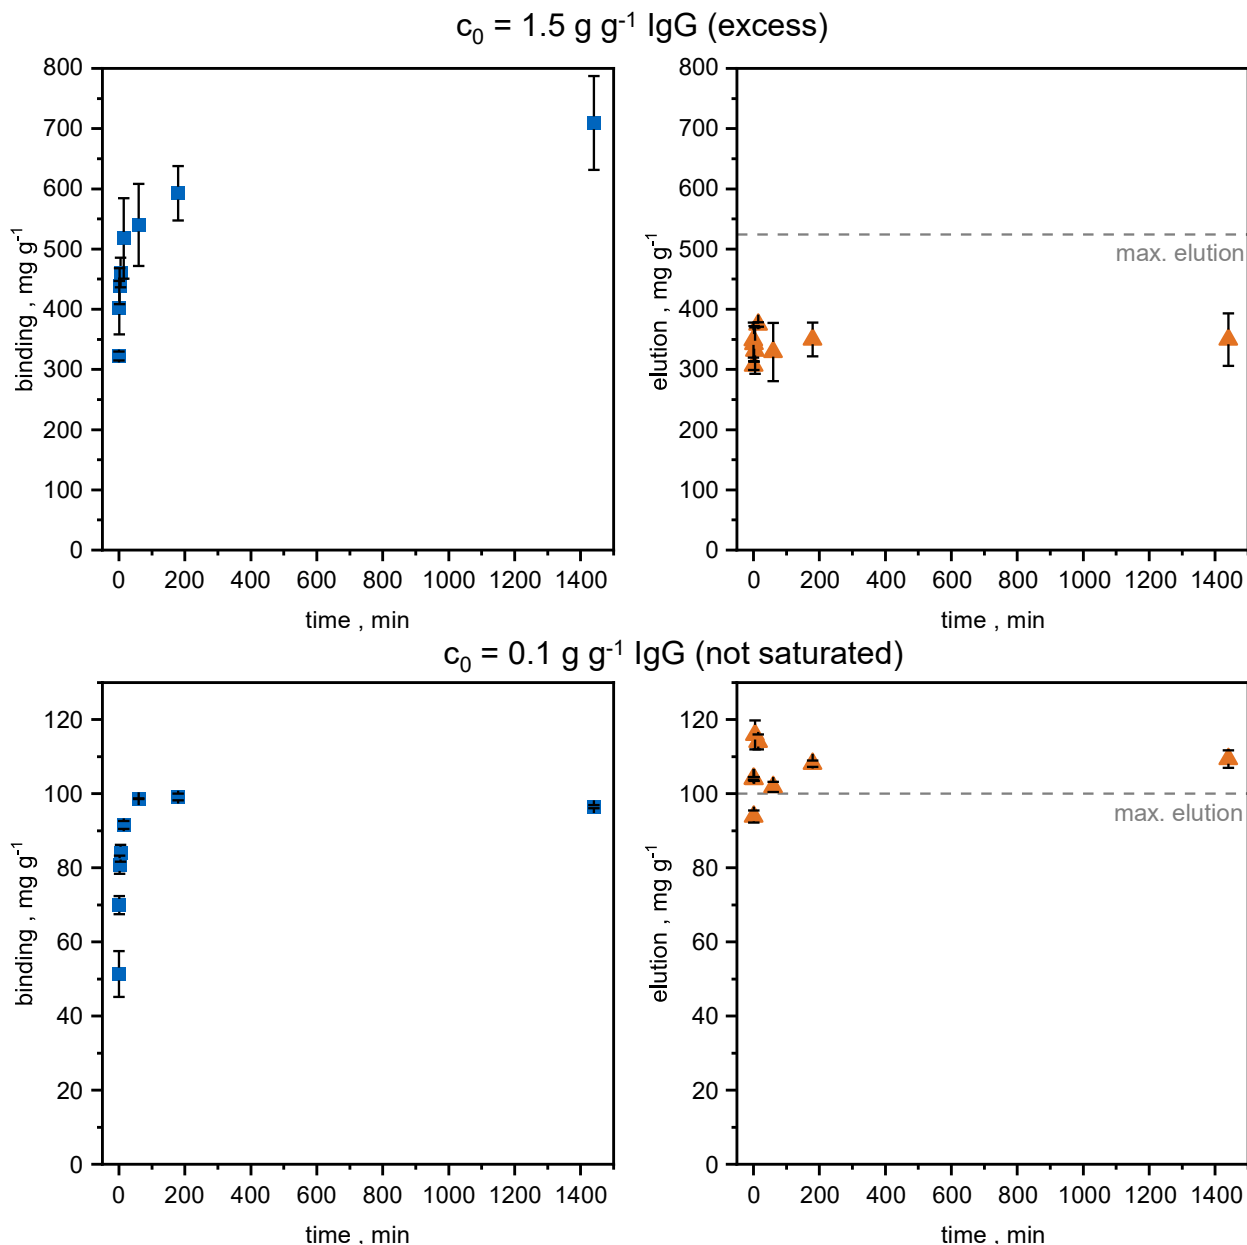 c₀ = 1.5 g g⁻¹ IgG (excess)
binding , mg g⁻¹
800
700
600
500
400
300
200
100
0
0 200 400 600 800 1000 1200 1400
time , min
elution , mg g⁻¹
800
700
600
500
400
300
200
100
0
max. elution
0 200 400 600 800 1000 1200 1400
time , min
c₀ = 0.1 g g⁻¹ IgG (not saturated)
binding , mg g⁻¹
120
100
80
60
40
20
0
0 200 400 600 800 1000 1200 1400
time , min
elution , mg g⁻¹
120
100
80
60
40
20
0
max. elution
0 200 400 600 800 1000 1200 1400
time , min